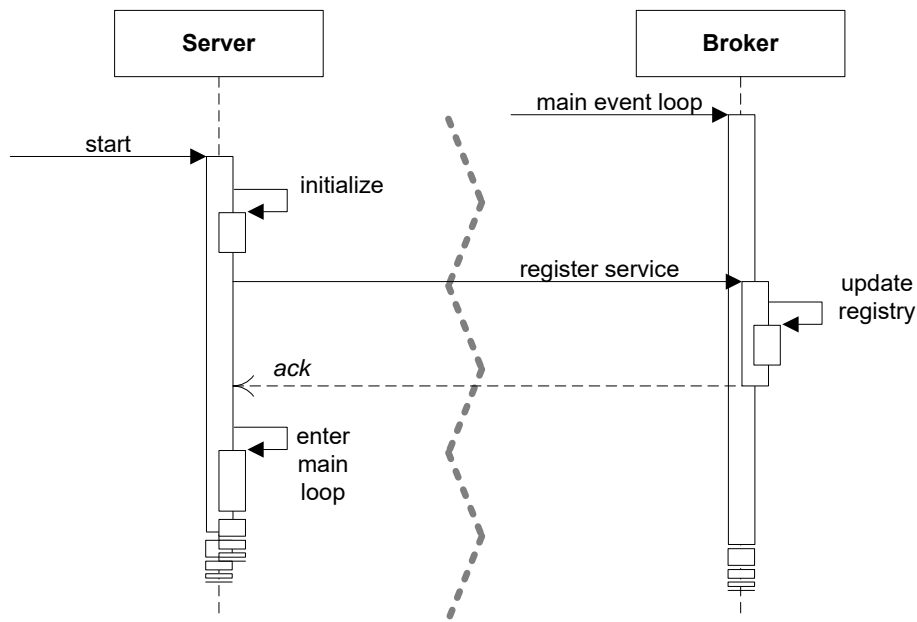 Server
Broker
main event loop
start
initialize
register service
update
registry
ack
enter
main
loop